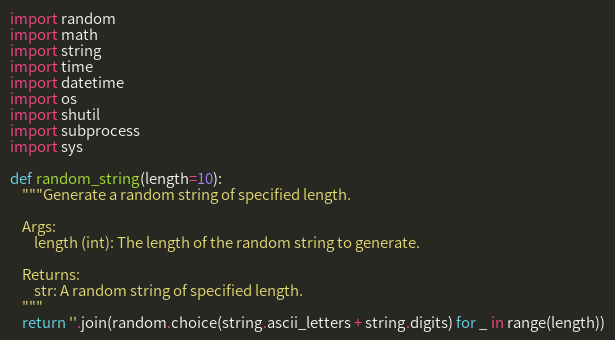 import random
import math
import string
import time
import datetime
import os
import shutil
import subprocess
import sys

def random_string(length=10):
    """Generate a random string of specified length.

    Args:
        length (int): The length of the random string to generate.

    Returns:
        str: A random string of specified length.
    """
    return ''.join(random.choice(string.ascii_letters + string.digits) for _ in range(length))